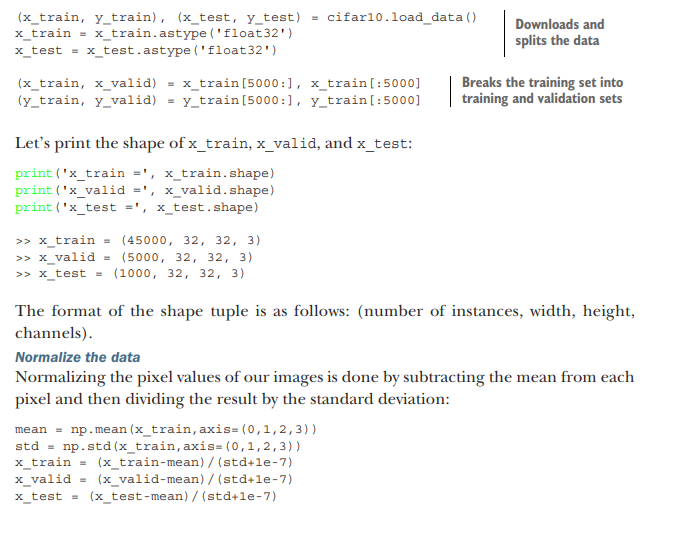 (x_train, y_train), (x_test, y_test) = cifar10.load_data()
x_train = x_train.astype('float32')
x_test = x_test.astype('float32')
Downloads and
splits the data
(x_train, x_valid) = x_train[5000:], x_train[:5000]
(y_train, y_valid) = y_train[5000:], y_train[:5000]
Breaks the training set into
training and validation sets
Let's print the shape of x_train, x_valid, and x_test:
print('x_train =', x_train.shape)
print('x_valid =', x_valid.shape)
print('x_test =', x_test.shape)
>> x_train = (45000, 32, 32, 3)
>> x_valid = (5000, 32, 32, 3)
>> x_test = (1000, 32, 32, 3)
The format of the shape tuple is as follows: (number of instances, width, height,
channels).
Normalize the data
Normalizing the pixel values of our images is done by subtracting the mean from each
pixel and then dividing the result by the standard deviation:
mean = np.mean(x_train,axis=(0,1,2,3))
std = np.std(x_train,axis=(0,1,2,3))
x_train = (x_train-mean)/(std+1e-7)
x_valid = (x_valid-mean)/(std+1e-7)
x_test = (x_test-mean)/(std+1e-7)